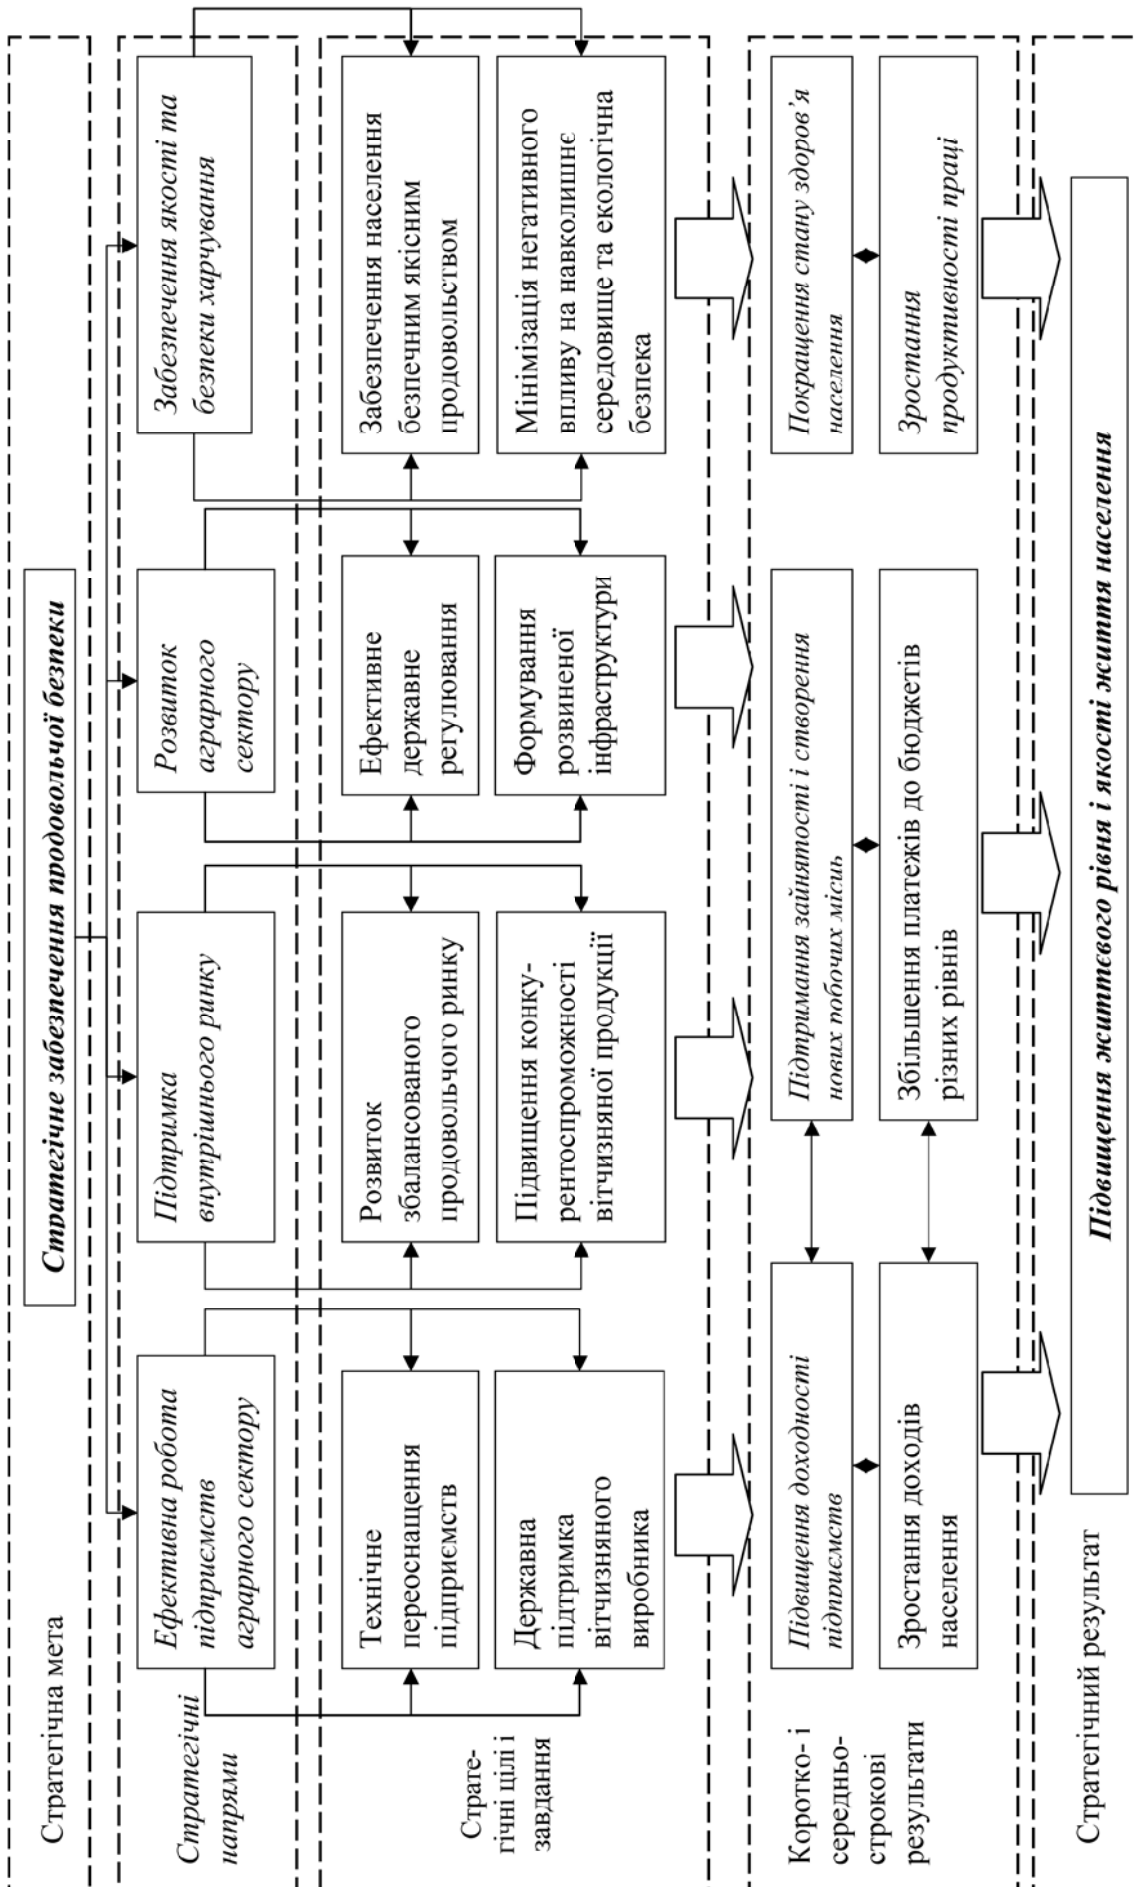 Стратегічна мета
Стратегічне забезпечення продовольчої безпеки
Стратегічні
напрями
Ефективна робота
підприємств
аграрного сектору
Підтримка
внутрішнього ринку
Розвиток
аграрного
сектору
Забезпечення якості та
безпеки харчування
Страте-
гічні цілі і
завдання
Технічне
переоснащення
підприємств
Розвиток
збалансованого
продовольчого ринку
Ефективне
державне
регулювання
Забезпечення населення
безпечним якісним
продовольством
Державна
підтримка
вітчизняного
виробника
Підвищення конку-
рентоспроможності
вітчизняної продукції
Формування
розвиненої
інфраструктури
Мінімізація негативного
впливу на навколишнє
середовище та екологічна
безпека
Коротко- і
середньо-
строкові
результати
Підвищення доходності
підприємств
Підтримання зайнятості і створення
нових робочих місць
Покращення стану здоров’я
населення
Зростання доходів
населення
Збільшення платежів до бюджетів
різних рівнів
Зростання
продуктивності праці
Стратегічний результат
Підвищення життєвого рівня і якості життя населення